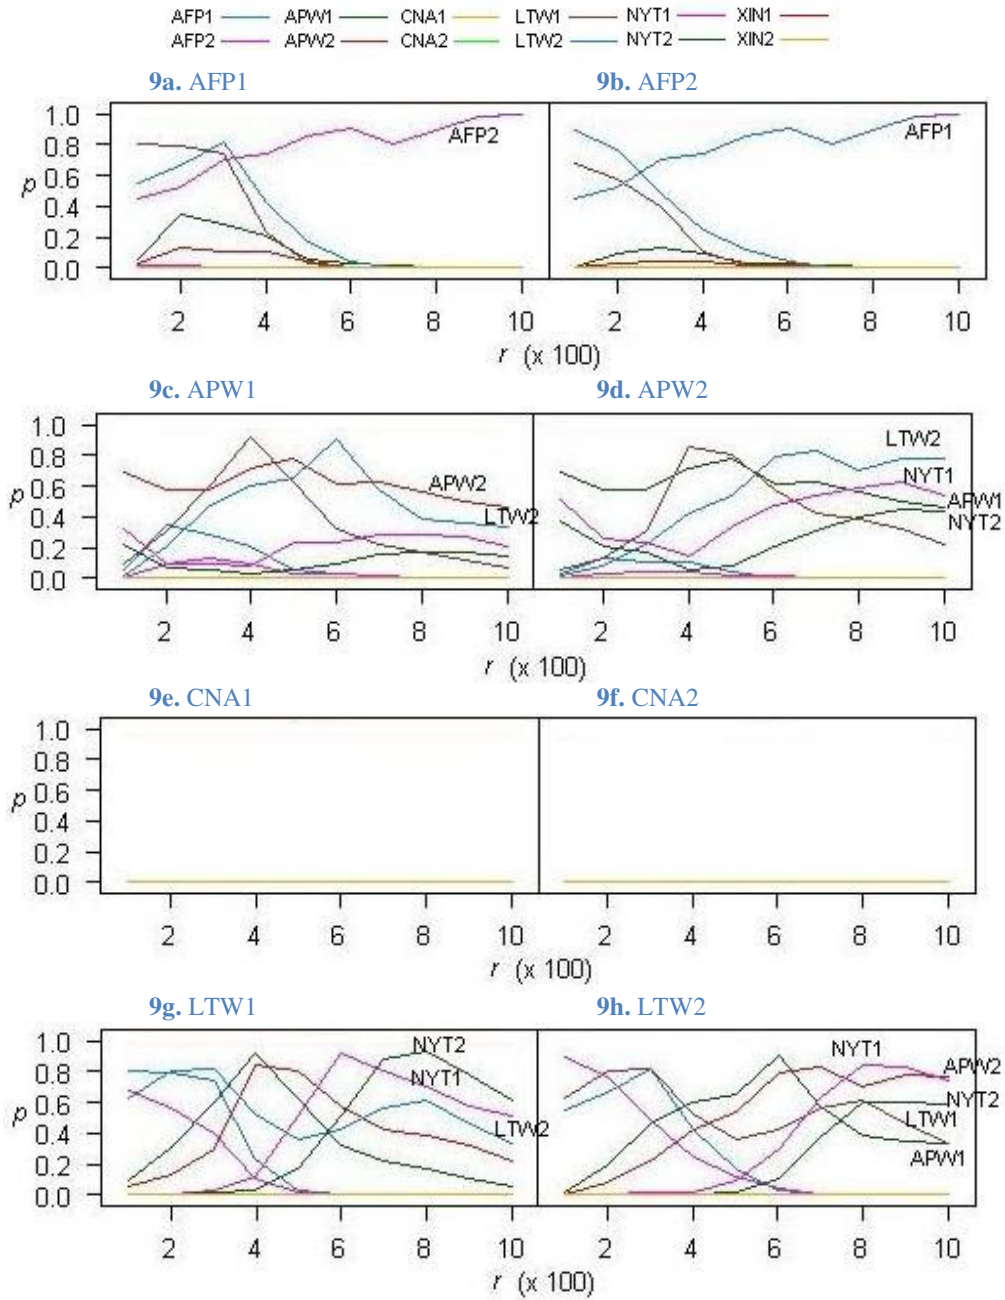 AFP1 APW1 CNA1 LTW1 NYT1 XIN1
AFP2 APW2 CNA2 LTW2 NYT2 XIN2
9a. AFP1 9b. AFP2
1.0
0.8
0.6
0.4
0.2
0.0
p
AFP2
AFP1
2 4 6 8 10 2 4 6 8 10
r (x 100)
9c. APW1 9d. APW2
1.0
0.8
0.6
0.4
0.2
0.0
p
APW2
LTW2
LTW2
NYT1
APW1
NYT2
2 4 6 8 10 2 4 6 8 10
r (x 100)
9e. CNA1 9f. CNA2
1.0
0.8
0.6
0.4
0.2
0.0
p
2 4 6 8 10 2 4 6 8 10
r (x 100)
9g. LTW1 9h. LTW2
1.0
0.8
0.6
0.4
0.2
0.0
p
NYT2
NYT1
LTW2
NYT1
APW2
NYT2
LTW1
APW1
2 4 6 8 10 2 4 6 8 10
r (x 100)